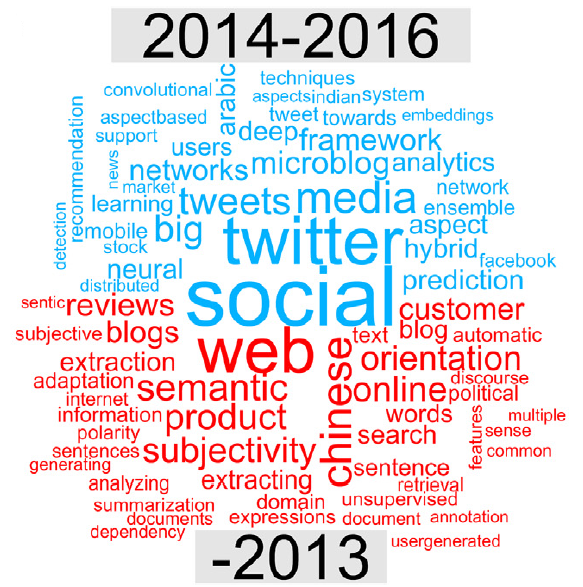 2014-2016
techniques
convolutional
arabic
aspects
indian
system
recommendation
aspectbased
tweet
towards
embeddings
support
deep
framework
users
news
networks
microblog
analytics
market
network
learning
tweets
media
ensemble
detection
mobile
big
twitter
aspect
stock
hybrid
facebook
neural
prediction
distributed
social
sentic
reviews
customer
subjective
blogs
web
text
blog
automatic
extraction
chinese
orientation
adaptation
semantic
online
discourse
internet
political
information
product
words
features
multiple
polarity
search
sense
sentences
subjectivity
common
generating
sentence
analyzing
extracting
retrieval
summarization
domain
unsupervised
documents
expressions
document
annotation
dependency
-2013
usergenerated